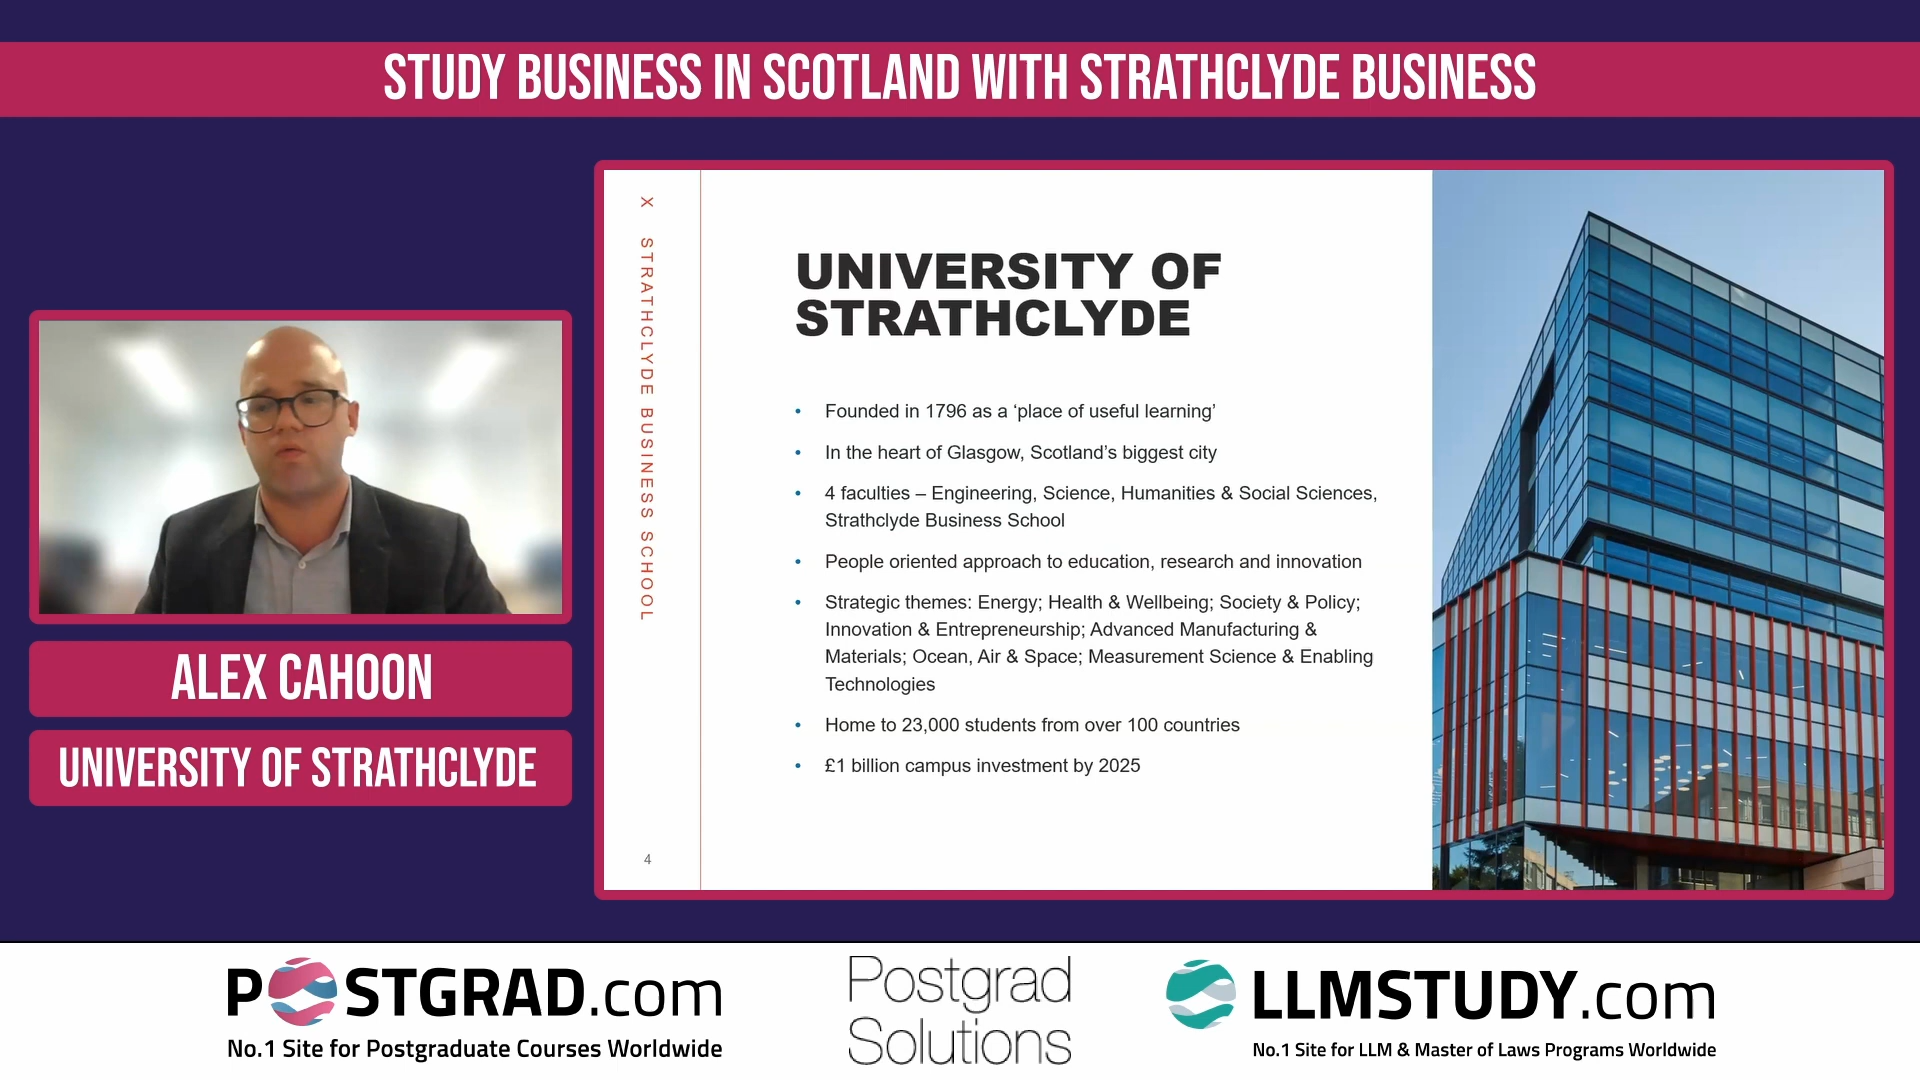 STUDY BUSINESS IN SCOTLAND WITH STRATHCLYDE BUSINESS
ALEX CAHOON
UNIVERSITY OF STRATHCLYDE
X STRATHCLYDE BUSINESS SCHOOL
4
UNIVERSITY OF
STRATHCLYDE
• Founded in 1796 as a ‘place of useful learning’
• In the heart of Glasgow, Scotland’s biggest city
• 4 faculties – Engineering, Science, Humanities & Social Sciences,
Strathclyde Business School
• People oriented approach to education, research and innovation
• Strategic themes: Energy; Health & Wellbeing; Society & Policy;
Innovation & Entrepreneurship; Advanced Manufacturing &
Materials; Ocean, Air & Space; Measurement Science & Enabling
Technologies
• Home to 23,000 students from over 100 countries
• £1 billion campus investment by 2025
POSTGRAD.com
No.1 Site for Postgraduate Courses Worldwide
Postgrad
Solutions
LLMSTUDY.com
No.1 Site for LLM & Master of Laws Programs Worldwide